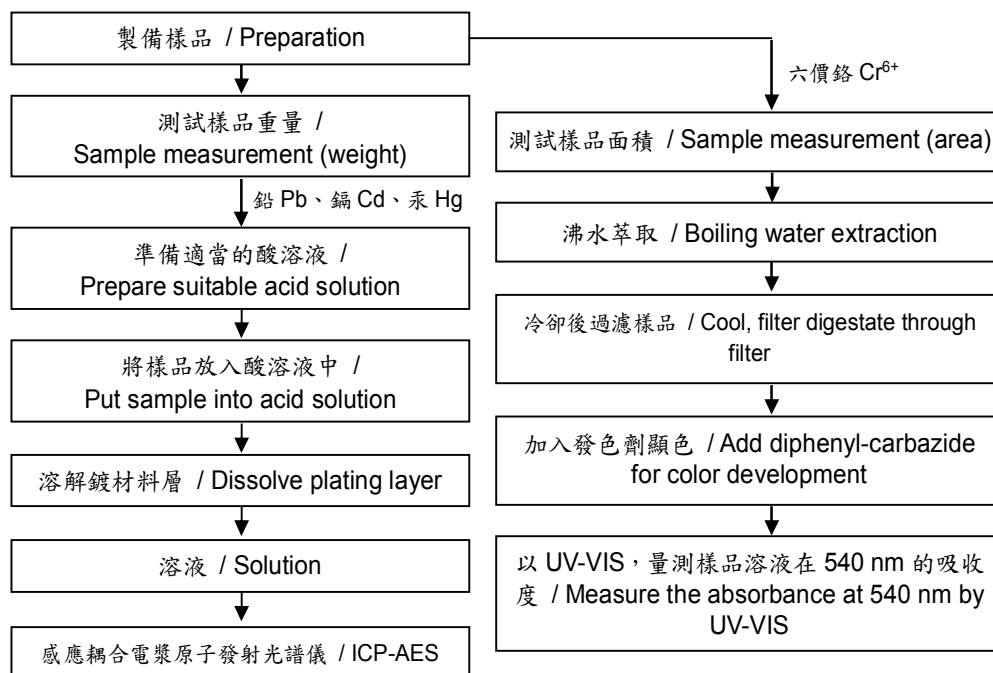 製備樣品 / Preparation
測試樣品重量 /
Sample measurement (weight)
鉛 Pb、鎘 Cd、汞 Hg
準備適當的酸溶液 /
Prepare suitable acid solution
將樣品放入酸溶液中 /
Put sample into acid solution
溶解鍍材料層 / Dissolve plating layer
溶液 / Solution
感應耦合電漿原子發射光譜儀 / ICP-AES
六價鉻 Cr⁶⁺
測試樣品面積 / Sample measurement (area)
沸水萃取 / Boiling water extraction
冷卻後過濾樣品 / Cool, filter digestate through
filter
加入發色劑顯色 / Add diphenyl-carbazide
for color development
以 UV-VIS，量測樣品溶液在 540 nm 的吸收
度 / Measure the absorbance at 540 nm by
UV-VIS